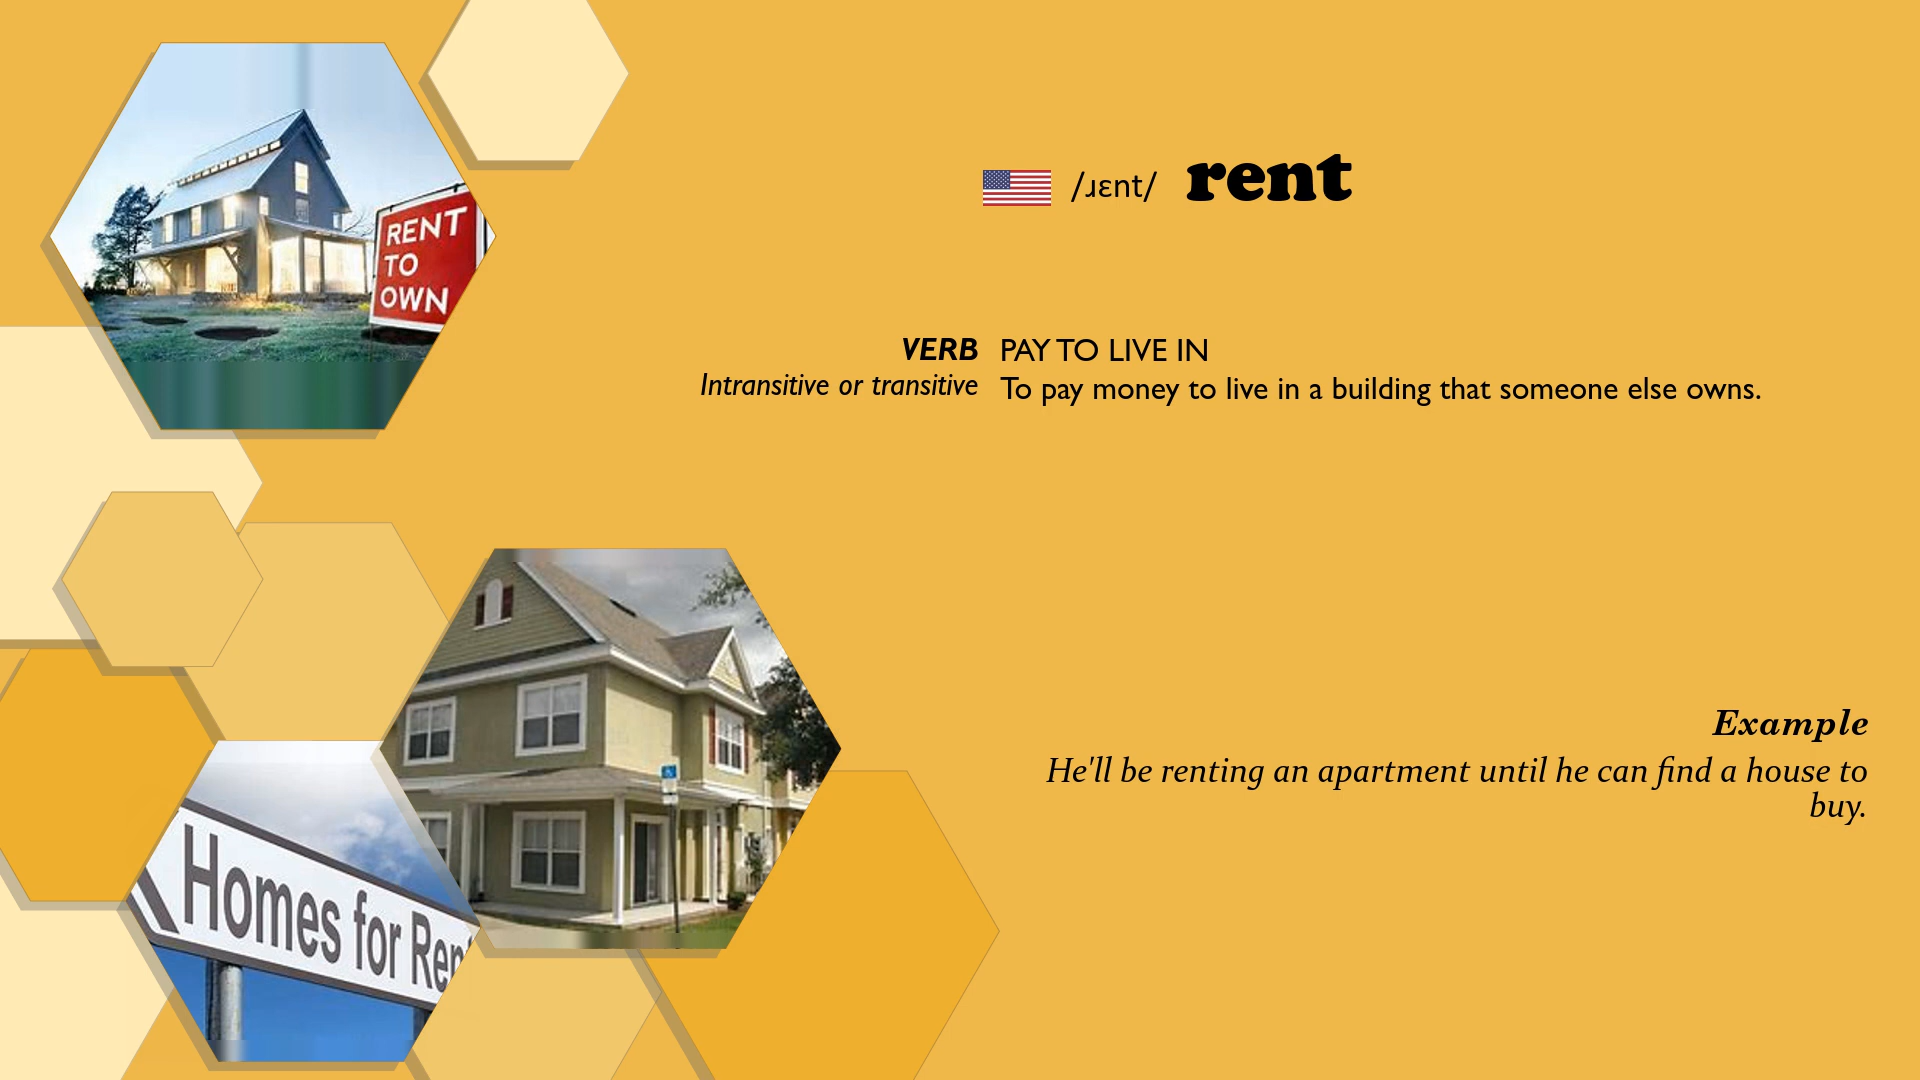 /ɹɛnt/ rent
VERB PAY TO LIVE IN
Intransitive or transitive To pay money to live in a building that someone else owns.
Example
He'll be renting an apartment until he can find a house to
buy.
RENT
TO
OWN
Homes for Ren